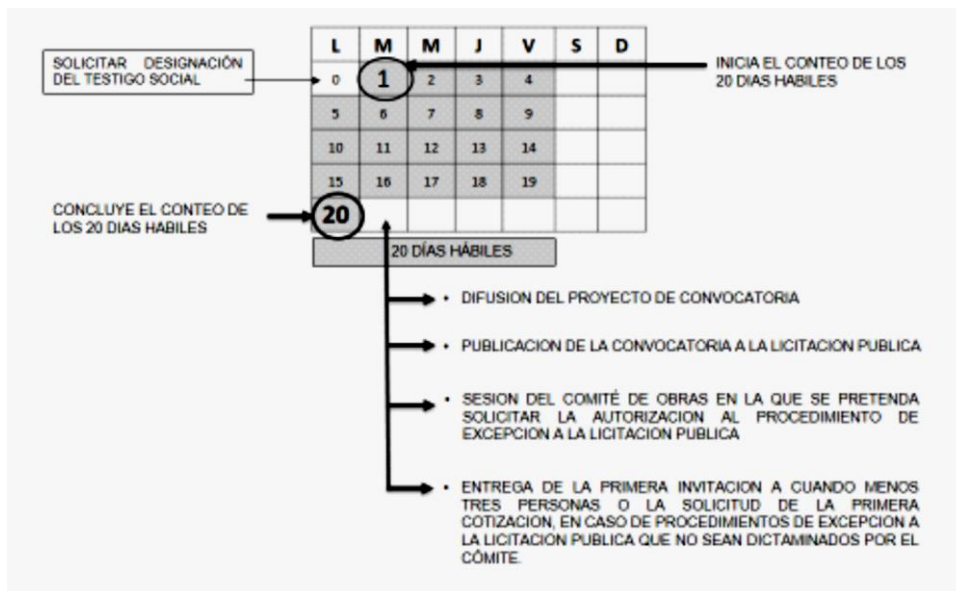 L M M J V S D
SOLICITAR DESIGNACIÓN
DEL TESTIGO SOCIAL
0 1 2 3 4
INICIA EL CONTEO DE LOS
20 DIAS HABILES
5 6 7 8 9
10 11 12 13 14
15 16 17 18 19
CONCLUYE EL CONTEO DE
LOS 20 DIAS HABILES
20
20 DÍAS HÁBILES
• DIFUSION DEL PROYECTO DE CONVOCATORIA
• PUBLICACION DE LA CONVOCATORIA A LA LICITACION PUBLICA
• SESION DEL COMITÉ DE OBRAS EN LA QUE SE PRETENDA
SOLICITAR LA AUTORIZACION AL PROCEDIMIENTO DE
EXCEPCION A LA LICITACION PUBLICA
• ENTREGA DE LA PRIMERA INVITACION A CUANDO MENOS
TRES PERSONAS O LA SOLICITUD DE LA PRIMERA
COTIZACION, EN CASO DE PROCEDIMIENTOS DE EXCEPCION A
LA LICITACION PUBLICA QUE NO SEAN DICTAMINADOS POR EL
CÓMITE.